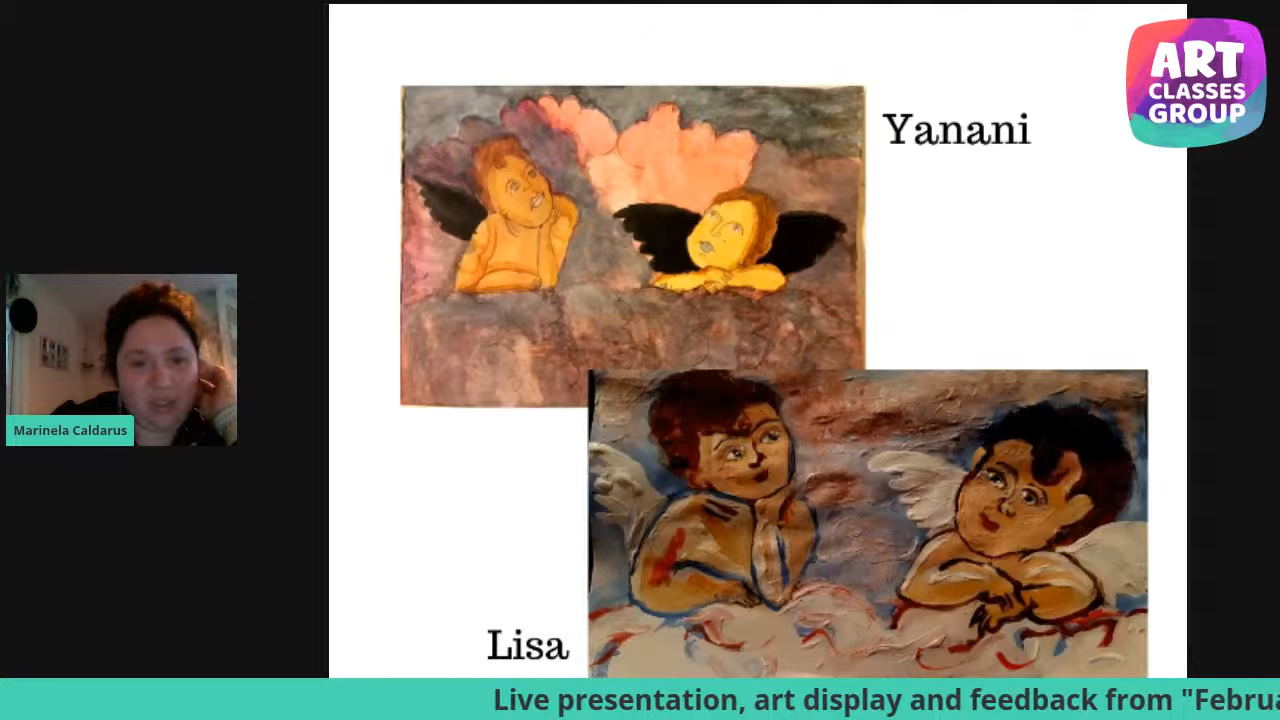 ART
CLASSES
GROUP
Yanani
Marinela Caldarus
Lisa
Live presentation, art display and feedback from "Februa